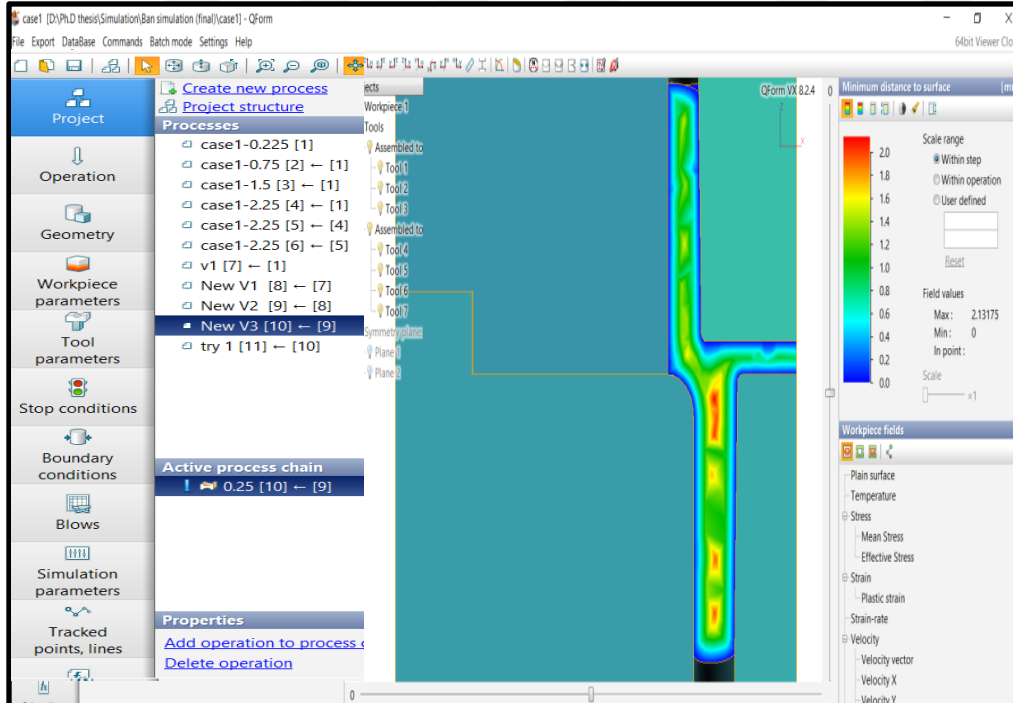 case1 [D:\Ph.D thesis\Simulation\Ban simulation (final)\case1] - QForm
File Export DataBase Commands Batch mode Settings Help
64bit Viewer Clo
Project
Operation
Geometry
Workpiece
parameters
Tool
parameters
Stop conditions
Boundary
conditions
Blows
Simulation
parameters
Tracked
points, lines
Create new process
Project structure
Processes
case1-0.225 [1]
case1-0.75 [2] ← [1]
case1-1.5 [3] ← [1]
case1-2.25 [4] ← [1]
case1-2.25 [5] ← [4]
case1-2.25 [6] ← [5]
v1 [7] ← [1]
New V1 [8] ← [7]
New V2 [9] ← [8]
New V3 [10] ← [9]
try 1 [11] ← [10]
Active process chain
0.25 [10] ← [9]
Properties
Add operation to process c
Delete operation
ects
Workpiece 1
Tools
Assembled to
Tool 1
Tool 2
Tool 3
Assembled to
Tool 4
Tool 5
Tool 6
Tool 7
Symmetry plane
Plane 1
Plane 2
QForm VX 8.2.4
Z
X
0
0
Minimum distance to surface [m
2.0
1.8
1.6
1.4
1.2
1.0
0.8
0.6
0.4
0.2
0.0
Scale range
Within step
Within operation
User defined
Reset
Field values
Max: 2.13175
Min: 0
In point:
Scale
×1
Workpiece fields
Plain surface
Temperature
Stress
Mean Stress
Effective Stress
Strain
Plastic strain
Strain-rate
Velocity
Velocity vector
Velocity X
Velocity Y